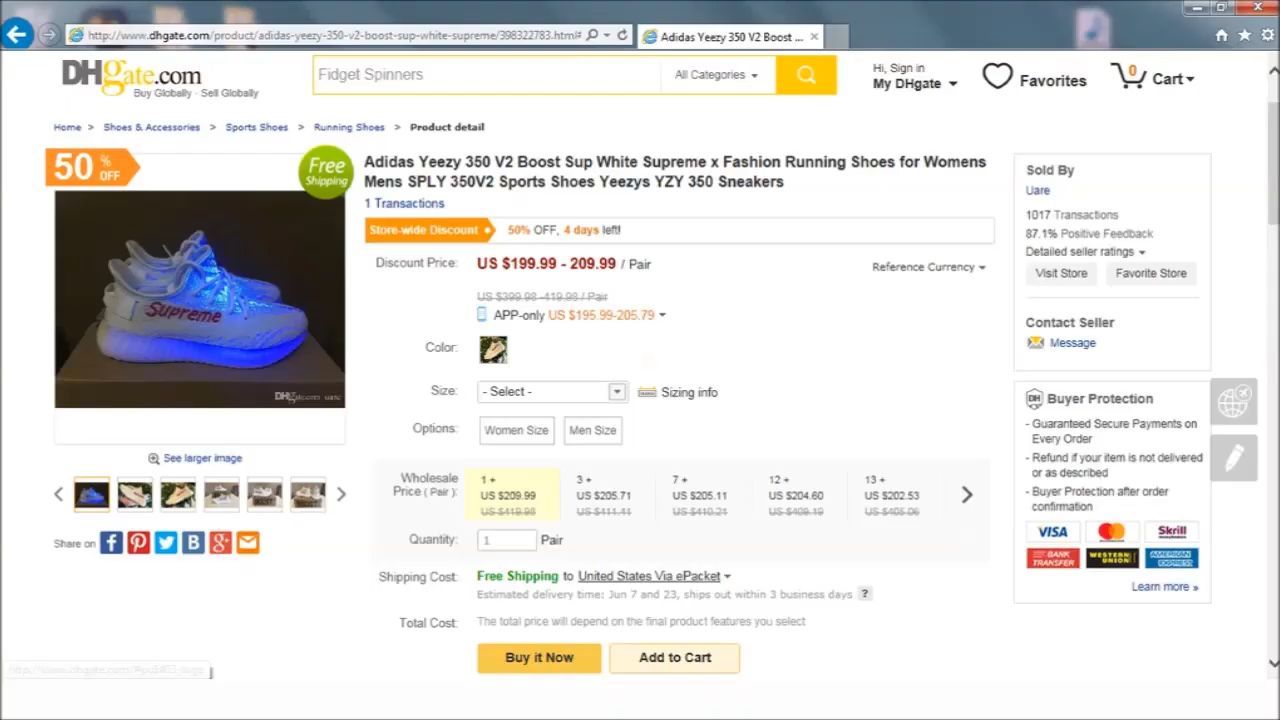 http://www.dhgate.com/product/adidas-yeezy-350-v2-boost-sup-white-supreme/398322783.html#
Adidas Yeezy 350 V2 Boost ...
DHgate.com
Buy Globally · Sell Globally
Fidget Spinners
All Categories
Hi, Sign in
My DHgate
Favorites
0
Cart
Home > Shoes & Accessories > Sports Shoes > Running Shoes > Product detail
50 % OFF
Free Shipping
Supreme
DHgate.com uare
See larger image
Share on
Adidas Yeezy 350 V2 Boost Sup White Supreme x Fashion Running Shoes for Womens
Mens SPLY 350V2 Sports Shoes Yeezys YZY 350 Sneakers
1 Transactions
Store-wide Discount 50% OFF, 4 days left!
Discount Price: US $199.99 - 209.99 / Pair
Reference Currency
US $399.98 -419.98 / Pair
APP-only US $195.99-205.79
Color:
Size: - Select - Sizing info
Options: Women Size Men Size
Wholesale
Price ( Pair ):
1 + 3 + 7 + 12 + 13 +
US $209.99 US $205.71 US $205.11 US $204.60 US $202.53
US $419.98 US $411.41 US $410.21 US $409.19 US $405.06
Quantity: 1 Pair
Shipping Cost: Free Shipping to United States Via ePacket
Estimated delivery time: Jun 7 and 23, ships out within 3 business days ?
Total Cost: The total price will depend on the final product features you select
Buy it Now
Add to Cart
Sold By
Uare
1017 Transactions
87.1% Positive Feedback
Detailed seller ratings
Visit Store
Favorite Store
Contact Seller
Message
Buyer Protection
- Guaranteed Secure Payments on
Every Order
- Refund if your item is not delivered
or as described
- Buyer Protection after order
confirmation
VISA
MasterCard
Skrill
BANK TRANSFER
WESTERN UNION
AMERICAN EXPRESS
Learn more »